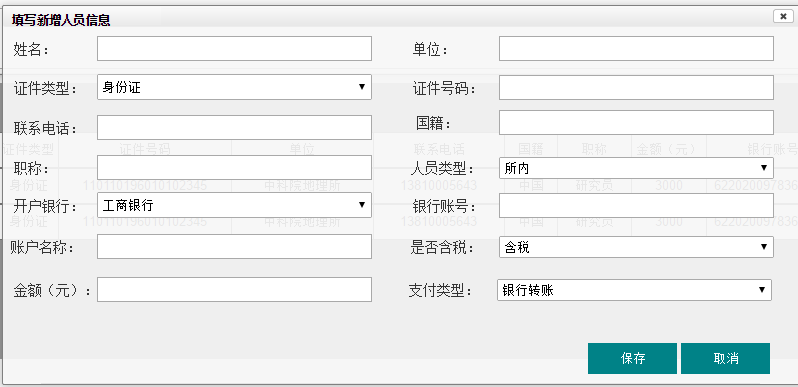 填写新增人员信息
姓名： 单位：
证件类型： 身份证 证件号码：
联系电话： 国籍：
证件类型 证件号码 单位 联系电话 国籍 职称 金额（元） 银行账号
职称： 人员类型： 所内
身份证 110110196010102345 中科院地理所 13810005643 中国 研究员 3000 622020097836
开户银行： 工商银行 银行账号：
身份证 110110196010102345 中科院地理所 13810005643 中国 研究员 3000 622020097836
账户名称： 是否含税： 含税
金额（元）： 支付类型： 银行转账
保存 取消